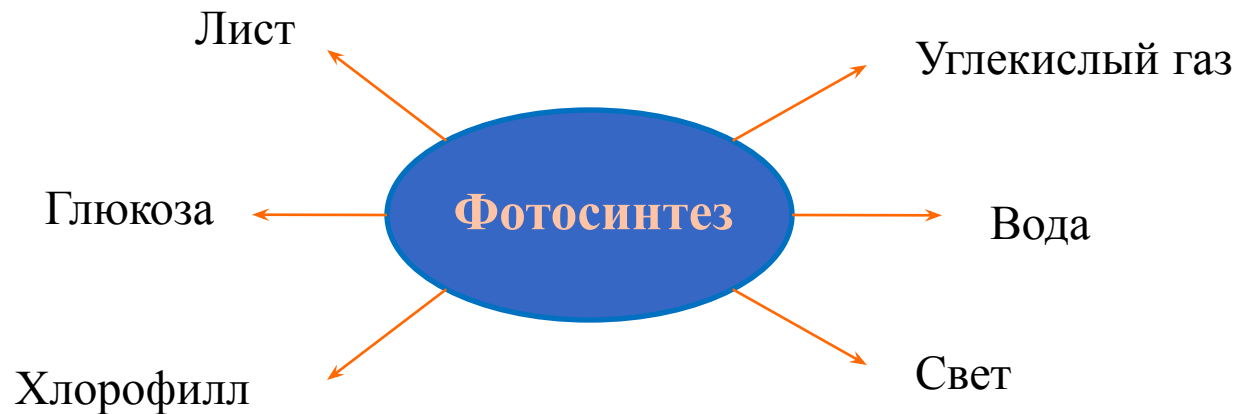 Лист
Углекислый газ
Глюкоза
Фотосинтез
Вода
Хлорофилл
Свет